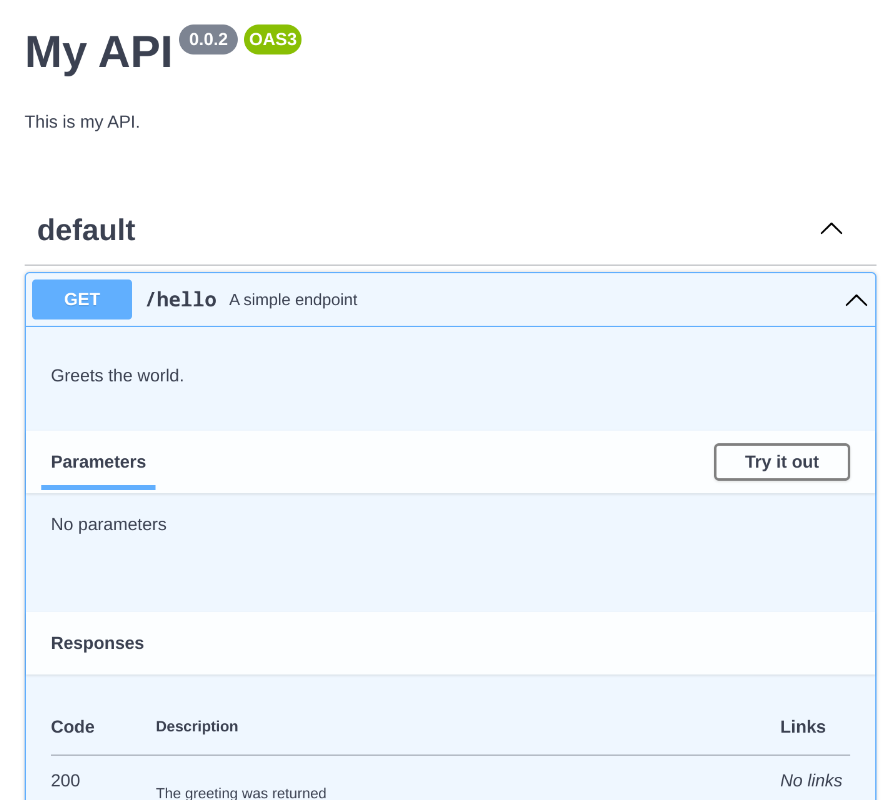 My API 0.0.2 OAS3
This is my API.
default
GET /hello A simple endpoint
Greets the world.
Parameters Try it out
No parameters
Responses
Code Description Links
200 No links
The greeting was returned